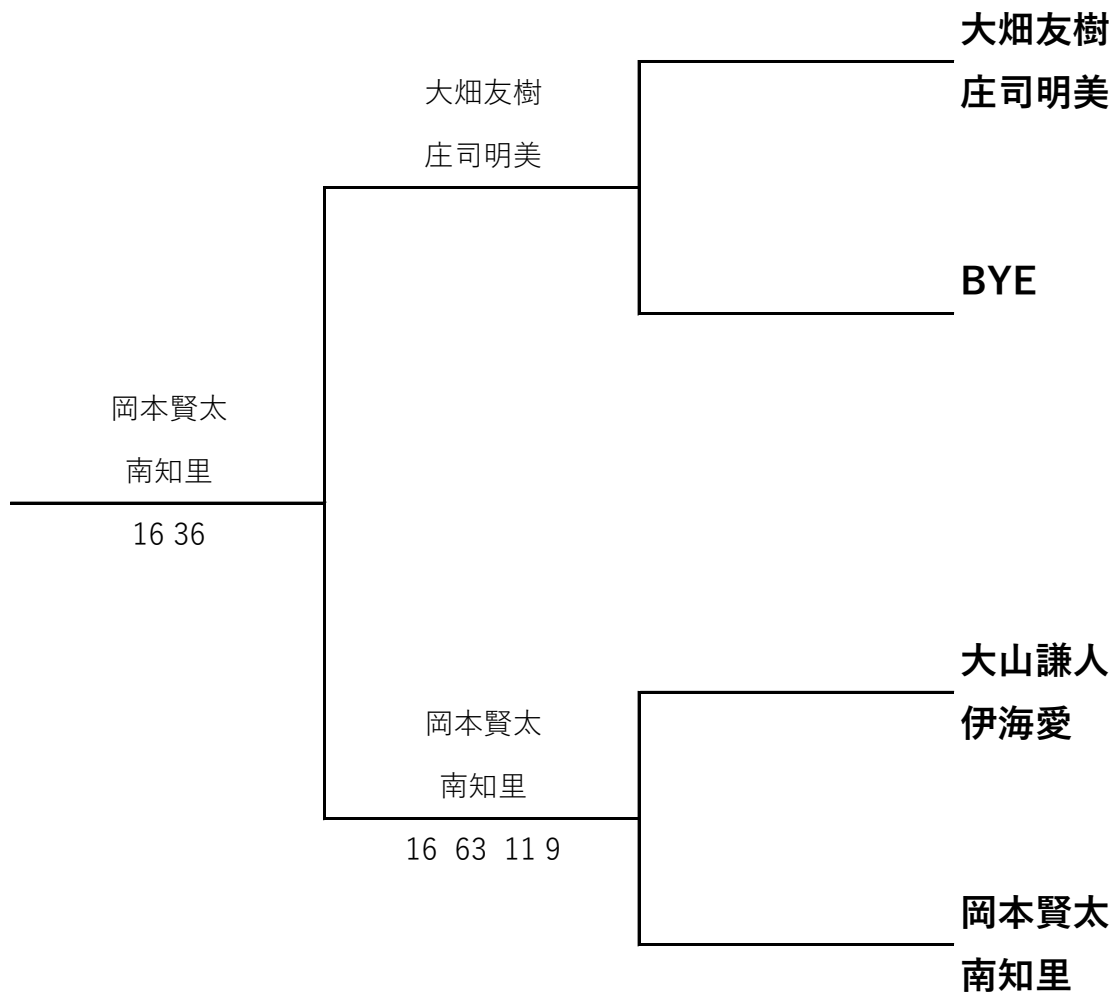 大畑友樹
庄司明美
大畑友樹
庄司明美
BYE
岡本賢太
南知里
16 36
大山謙人
伊海愛
岡本賢太
南知里
16 63 11 9
岡本賢太
南知里